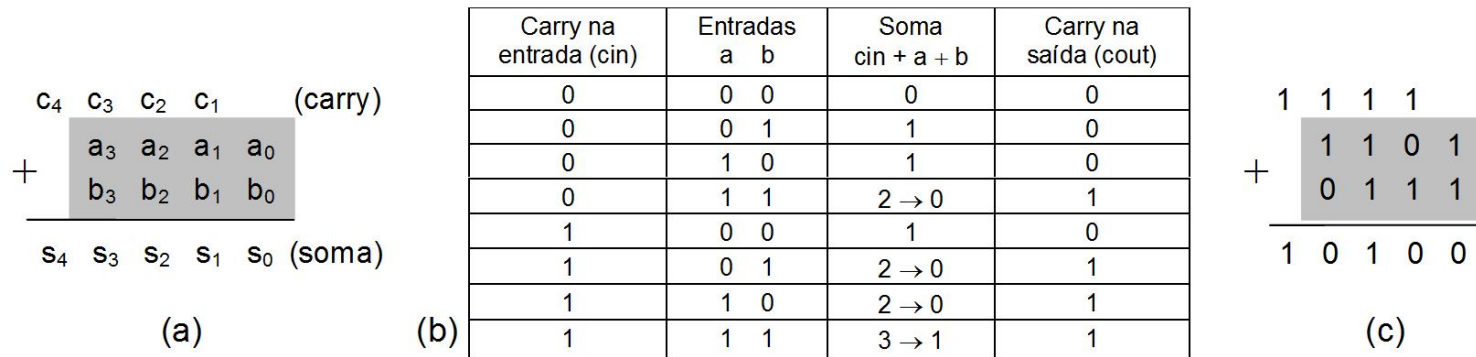 c₄ c₃ c₂ c₁ (carry)
a₃ a₂ a₁ a₀
+
b₃ b₂ b₁ b₀
s₄ s₃ s₂ s₁ s₀ (soma)
(a)
(b)
Carry na entrada (cin) Entradas a b Soma cin + a + b Carry na saída (cout)
0 0 0 0 0
0 0 1 1 0
0 1 0 1 0
0 1 1 2 → 0 1
1 0 0 1 0
1 0 1 2 → 0 1
1 1 0 2 → 0 1
1 1 1 3 → 1 1
1 1 1 1
1 1 0 1
+
0 1 1 1
1 0 1 0 0
(c)